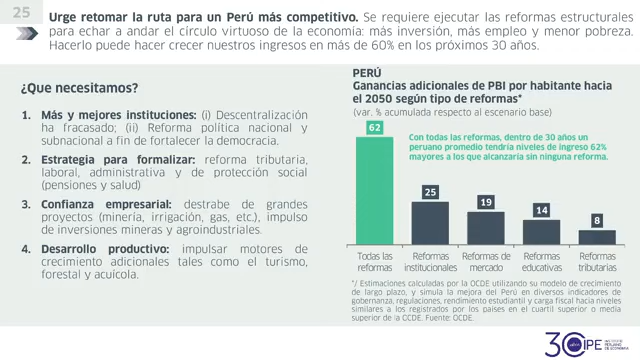 25
Urge retomar la ruta para un Perú más competitivo. Se requiere ejecutar las reformas estructurales
para echar a andar el círculo virtuoso de la economía: más inversión, más empleo y menor pobreza.
Hacerlo puede hacer crecer nuestros ingresos en más de 60% en los próximos 30 años.
¿Que necesitamos?
1. Más y mejores instituciones: (i) Descentralización
ha fracasado; (ii) Reforma política nacional y
subnacional a fin de fortalecer la democracia.
2. Estrategia para formalizar: reforma tributaria,
laboral, administrativa y de protección social
(pensiones y salud)
3. Confianza empresarial: destrabe de grandes
proyectos (minería, irrigación, gas, etc.), impulso
de inversiones mineras y agroindustriales.
4. Desarrollo productivo: impulsar motores de
crecimiento adicionales tales como el turismo,
forestal y acuícola.
PERÚ
Ganancias adicionales de PBI por habitante hacia
el 2050 según tipo de reformas*
(var. % acumulada respecto al escenario base)
Con todas las reformas, dentro de 30 años un
peruano promedio tendría niveles de ingreso 62%
mayores a los que alcanzaría sin ninguna reforma.
62
25
19
14
8
Todas las
reformas
Reformas
institucionales
Reformas de
mercado
Reformas
educativas
Reformas
tributarias
*/ Estimaciones calculadas por la OCDE utilizando su modelo de crecimiento
de largo plazo, y simula la mejora del Perú en diversos indicadores de
gobernanza, regulaciones, rendimiento estudiantil y carga fiscal hacia niveles
similares a los registrados por los países en el cuartil superior o media
superior de la OCDE. Fuente: OCDE.
30 IPE INSTITUTO
PERUANO
DE ECONOMÍA